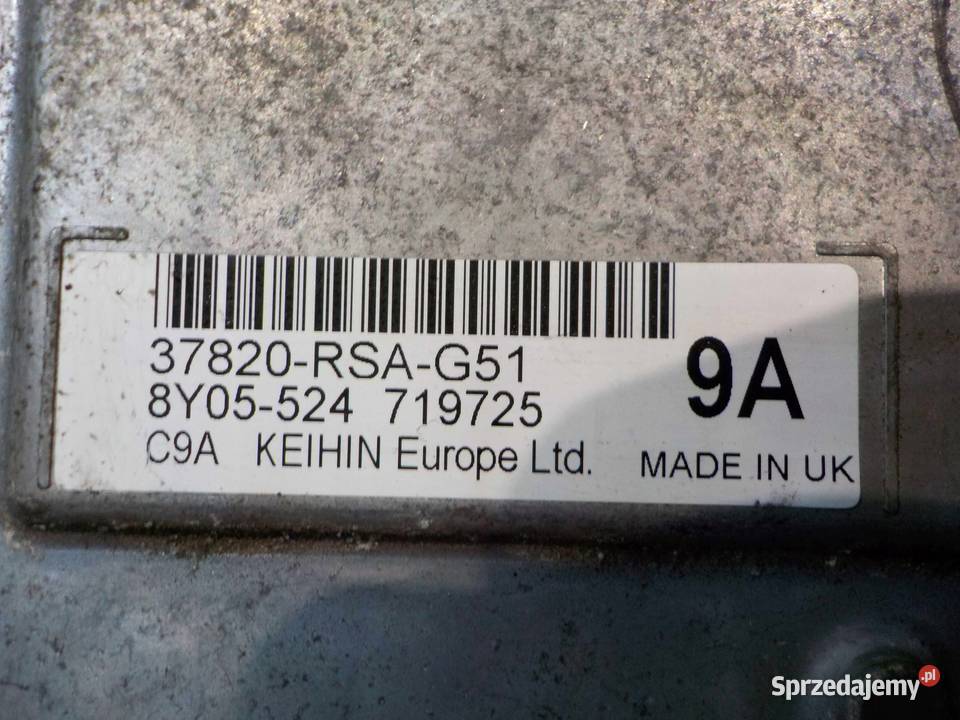 37820-RSA-G51
8Y05-524 719725
9A
C9A KEIHIN Europe Ltd. MADE IN UK
Sprzedajemy.pl